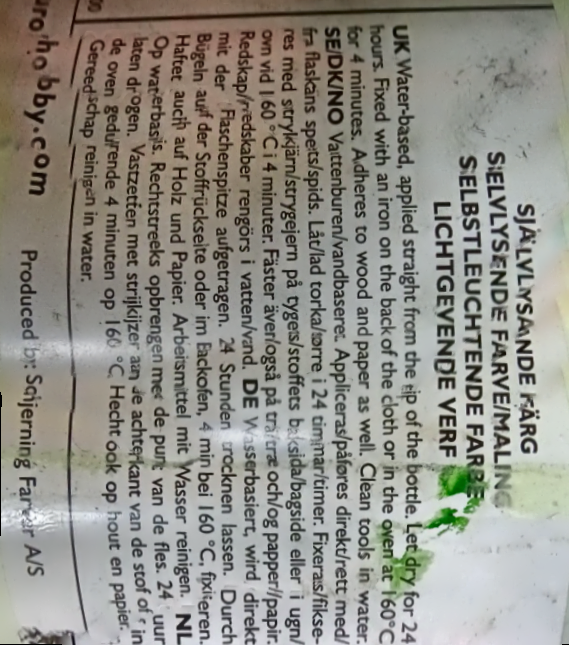 SJÄLVLYSANDE FÄRG
SELVLYSENDE FARVE/MALING
SELBSTLEUCHTENDE FARBE
LICHTGEVENDE VERF
UK Water-based, applied straight from the tip of the bottle. Let dry for 24
hours. Fixed with an iron on the back of the cloth or in the oven at 160°C
for 4 minutes. Adheres to wood and paper as well. Clean tools in water.
SE/DK/NO Vattenburen/vandbaseret. Appliceras/påføres direkt/rett med/
fra flaskans spets/spids. Låt/lad torka/tørre i 24 timmar/timer. Fixeras/fikse-
res med strykjärn/strygejern på tygets/stoffets baksida/bagside eller i ugn/
ovn vid 160 °C i 4 minuter. Fäster även/også på trä/træ och/og papper/papir.
Redskap/redskaber rengörs i vatten/vand. DE Wasserbasiert, wird direkt
mit der Flaschenspitze aufgetragen. 24 Stunden trocknen lassen. Durch
Bügeln auf der Stoffrückseite oder im Backofen, 4 min bei 160 °C, fixieren.
Haftet auch auf Holz und Papier. Arbeitsmittel mit Wasser reinigen. NL
Op waterbasis. Rechtstreeks opbrengen met de punt van de fles. 24 uur
laten drogen. Vastzetten met strijkijzer aan de achterkant van de stof of in
de oven gedurende 4 minuten op 160 °C. Hecht ook op hout en papier.
Gereedschap reinigen in water.
urohobby.com Produced by: Schjerning Farver A/S